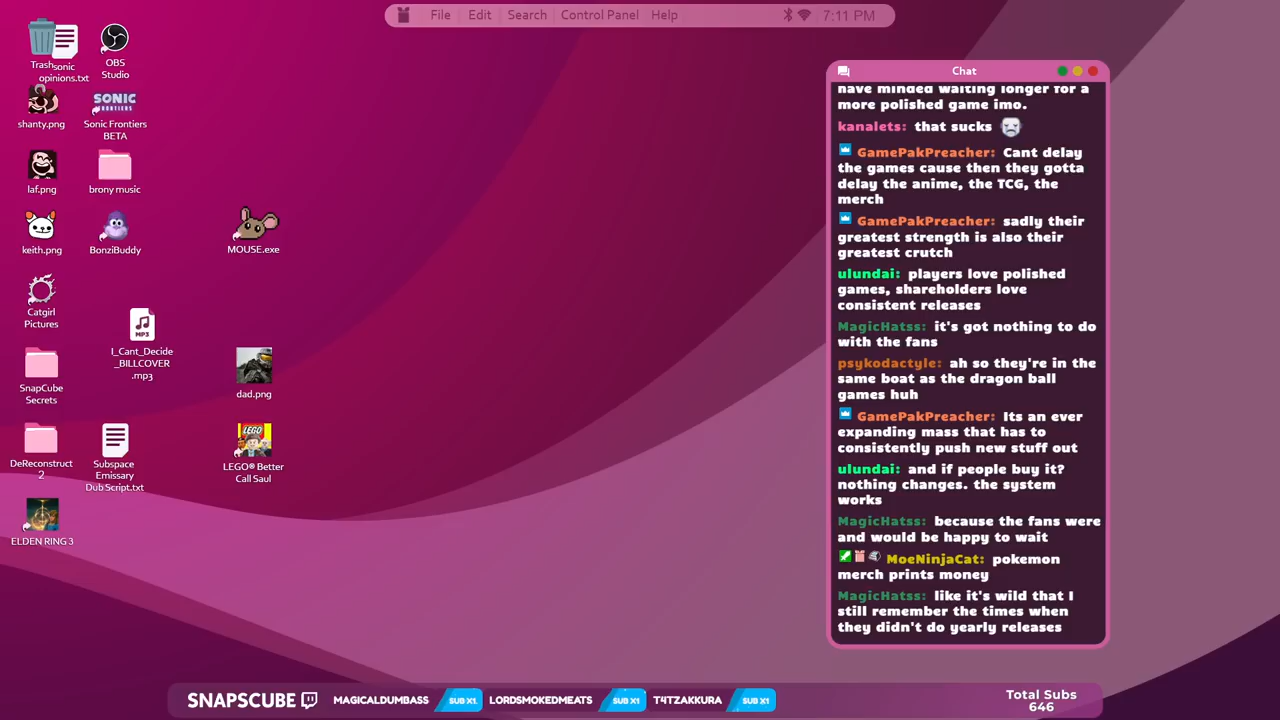 File Edit Search Control Panel Help 7:11 PM
Trash
sonic
opinions.txt
OBS
Studio
shanty.png
SONIC
FRONTIERS
Sonic Frontiers
BETA
laf.png
brony music
keith.png
BonziBuddy
MOUSE.exe
Catgirl
Pictures
MP3
I_Cant_Decide
_BILLCOVER
.mp3
SnapCube
Secrets
dad.png
DeReconstruct
2
Subspace
Emissary
Dub Script.txt
LEGO
LEGO® Better
Call Saul
ELDEN RING 3
Chat
have minded waiting longer for a
more polished game imo.
kanalets: that sucks
GamePakPreacher: Cant delay
the games cause then they gotta
delay the anime, the TCG, the
merch
GamePakPreacher: sadly their
greatest strength is also their
greatest crutch
ulundai: players love polished
games, shareholders love
consistent releases
MagicHatss: it's got nothing to do
with the fans
psykodactyle: ah so they're in the
same boat as the dragon ball
games huh
GamePakPreacher: Its an ever
expanding mass that has to
consistently push new stuff out
ulundai: and if people buy it?
nothing changes. the system
works
MagicHatss: because the fans were
and would be happy to wait
MoeNinjaCat: pokemon
merch prints money
MagicHatss: like it's wild that I
still remember the times when
they didn't do yearly releases
SNAPSCUBE MAGICALDUMBASS SUB X1 LORDSMOKEDMEATS SUB X1 T4TZAKKURA SUB X1
Total Subs
646